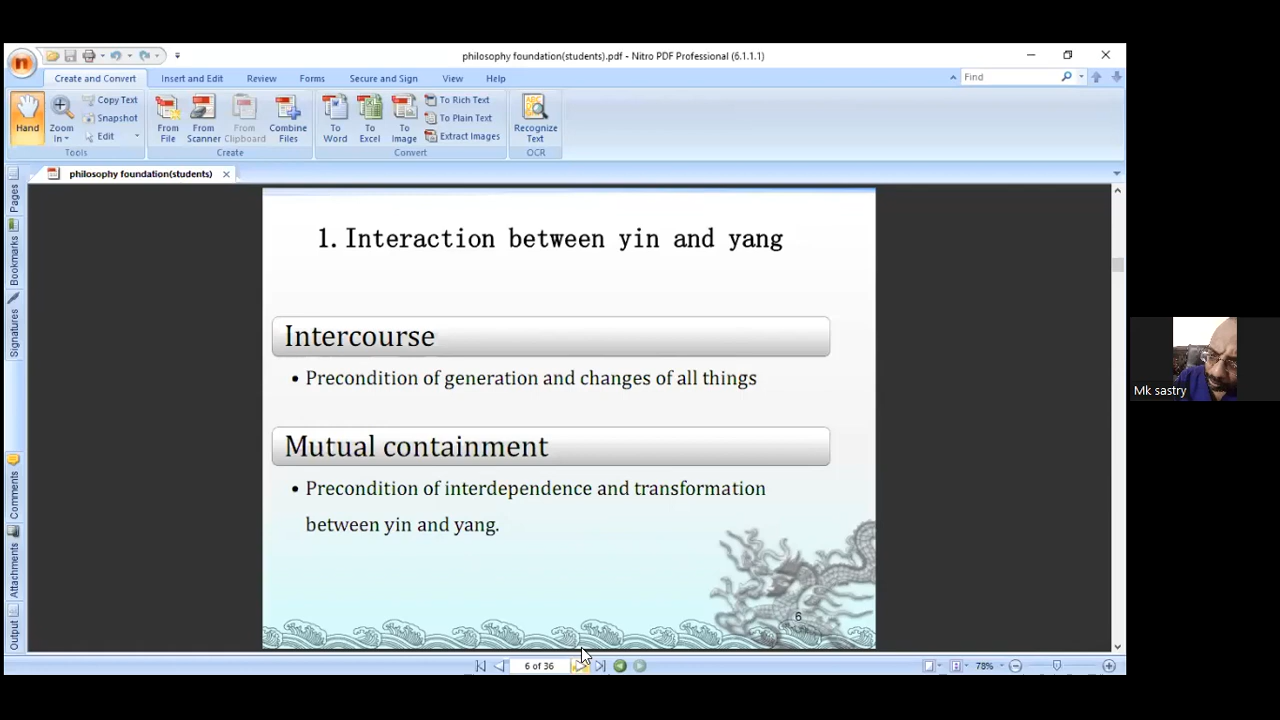 philosophy foundation(students).pdf - Nitro PDF Professional (6.1.1.1)
Create and Convert Insert and Edit Review Forms Secure and Sign View Help Find
Hand Zoom In Copy Text Snapshot Edit From File From Scanner From Clipboard Combine Files To Word To Excel To Image To Rich Text To Plain Text Extract Images Recognize Text
Tools Create Convert OCR
philosophy foundation(students)
Pages
Bookmarks
Signatures
Comments
Attachments
Output
1. Interaction between yin and yang
Intercourse
• Precondition of generation and changes of all things
Mutual containment
• Precondition of interdependence and transformation
between yin and yang.
6
6 of 36 78%
Mk sastry